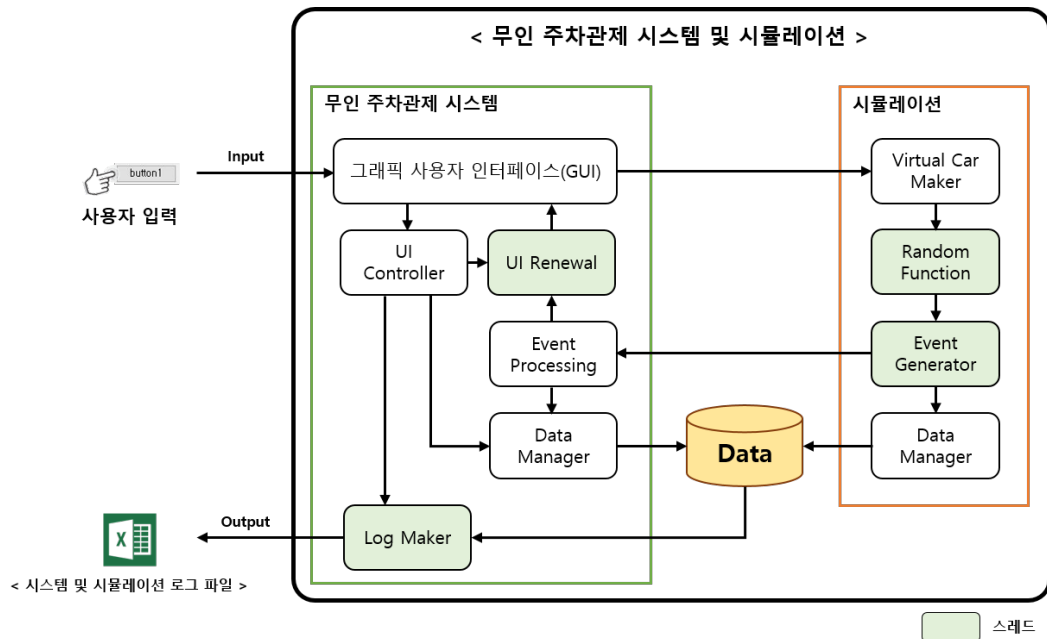 < 무인 주차관제 시스템 및 시뮬레이션 >
무인 주차관제 시스템
시뮬레이션
Input
button1
사용자 입력
그래픽 사용자 인터페이스(GUI)
Virtual Car
Maker
UI
Controller
UI Renewal
Random
Function
Event
Processing
Event
Generator
Data
Manager
Data
Data
Manager
Output
Log Maker
X
< 시스템 및 시뮬레이션 로그 파일 >
스레드